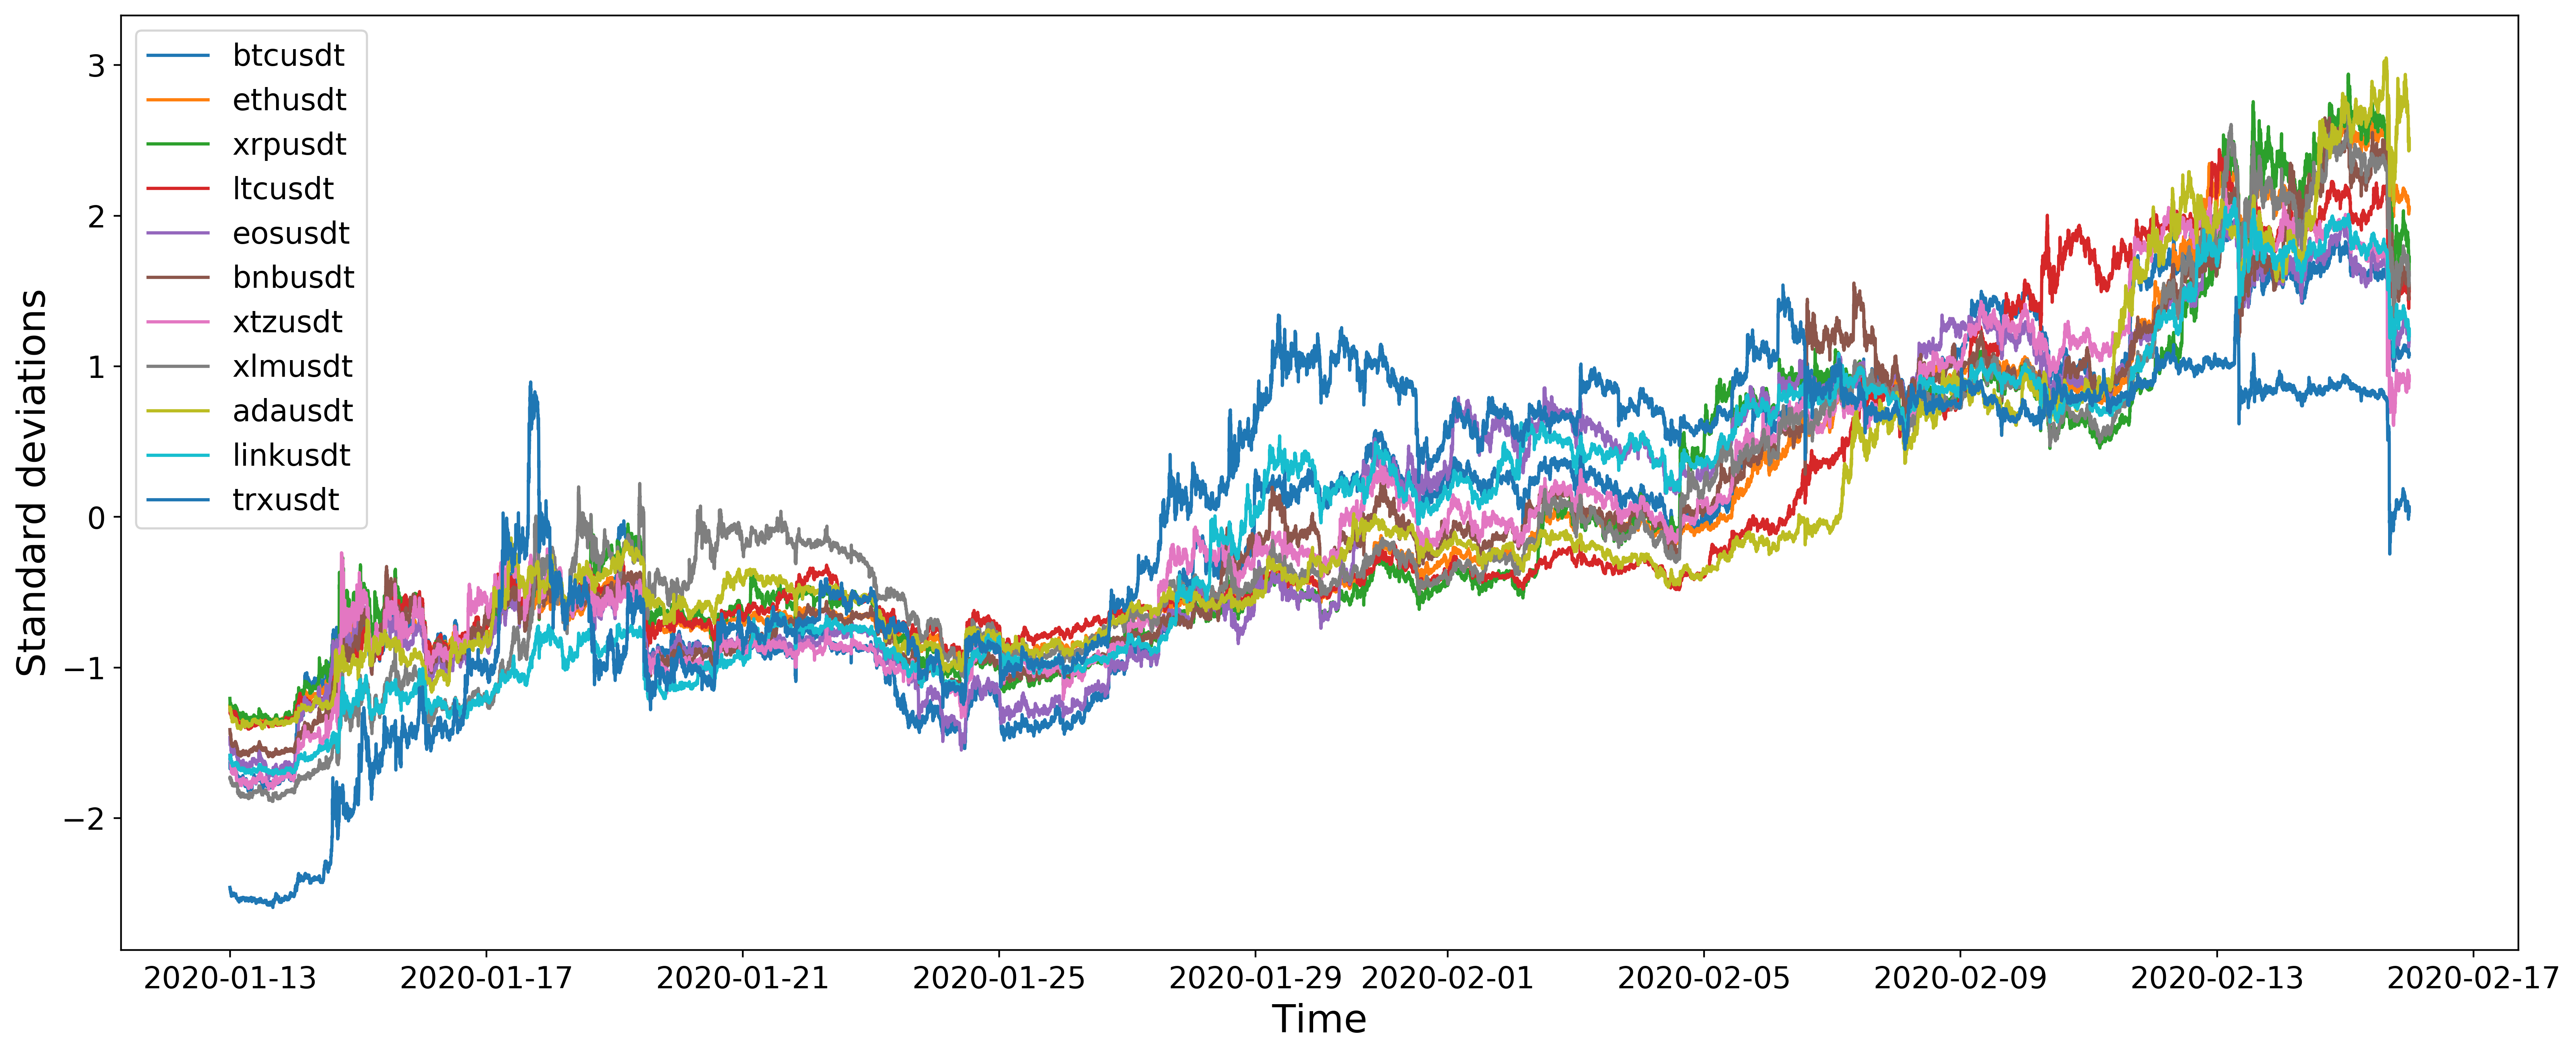 Standard deviations
3
2
1
0
−1
−2
btcusdt
ethusdt
xrpusdt
ltcusdt
eosusdt
bnbusdt
xtzusdt
xlmusdt
adausdt
linkusdt
trxusdt
2020-01-13 2020-01-17 2020-01-21 2020-01-25 2020-01-29 2020-02-01 2020-02-05 2020-02-09 2020-02-13 2020-02-17
Time